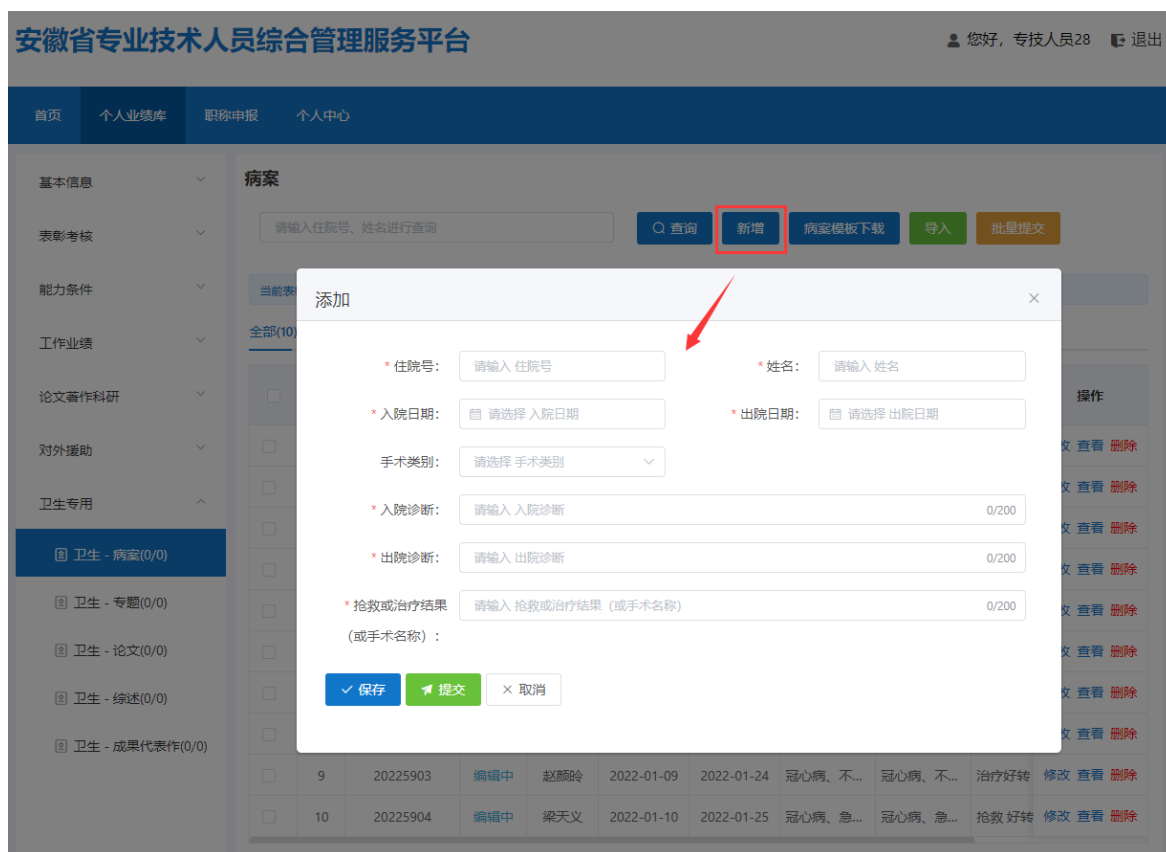 安徽省专业技术人员综合管理服务平台
您好，专技人员28 退出
首页 个人业绩库 职称申报 个人中心
基本信息
表彰考核
能力条件
工作业绩
论文著作科研
对外援助
卫生专用
卫生 - 病案(0/0)
卫生 - 专题(0/0)
卫生 - 论文(0/0)
卫生 - 综述(0/0)
卫生 - 成果代表作(0/0)
病案
请输入住院号、姓名进行查询 查询 新增 病案模板下载 导入 批量提交
当前表
全部(10)
操作
添加
* 住院号： 请输入 住院号 * 姓名： 请输入 姓名
* 入院日期： 请选择 入院日期 * 出院日期： 请选择 出院日期
手术类别： 请选择 手术类别
* 入院诊断： 请输入 入院诊断 0/200
* 出院诊断： 请输入 出院诊断 0/200
* 抢救或治疗结果 请输入 抢救或治疗结果（或手术名称） 0/200
（或手术名称）：
保存 提交 取消
查看 删除
查看 删除
查看 删除
查看 删除
查看 删除
查看 删除
查看 删除
查看 删除
9 20225903 编辑中 赵颜昤 2022-01-09 2022-01-24 冠心病、不... 冠心病、不... 治疗好转 修改 查看 删除
10 20225904 编辑中 梁天义 2022-01-10 2022-01-25 冠心病、急... 冠心病、急... 抢救 好转 修改 查看 删除